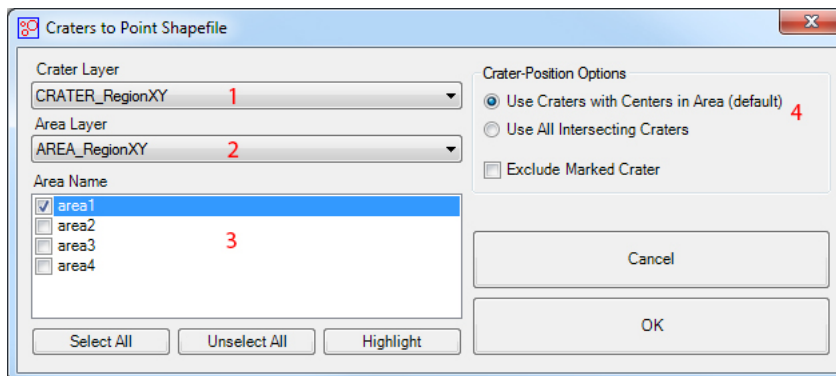 Craters to Point Shapefile
Crater Layer
CRATER_RegionXY 1
Area Layer
AREA_RegionXY 2
Area Name
area1
area2
area3
area4
3
Select All
Unselect All
Highlight
Crater-Position Options
Use Craters with Centers in Area (default)
4
Use All Intersecting Craters
Exclude Marked Crater
Cancel
OK